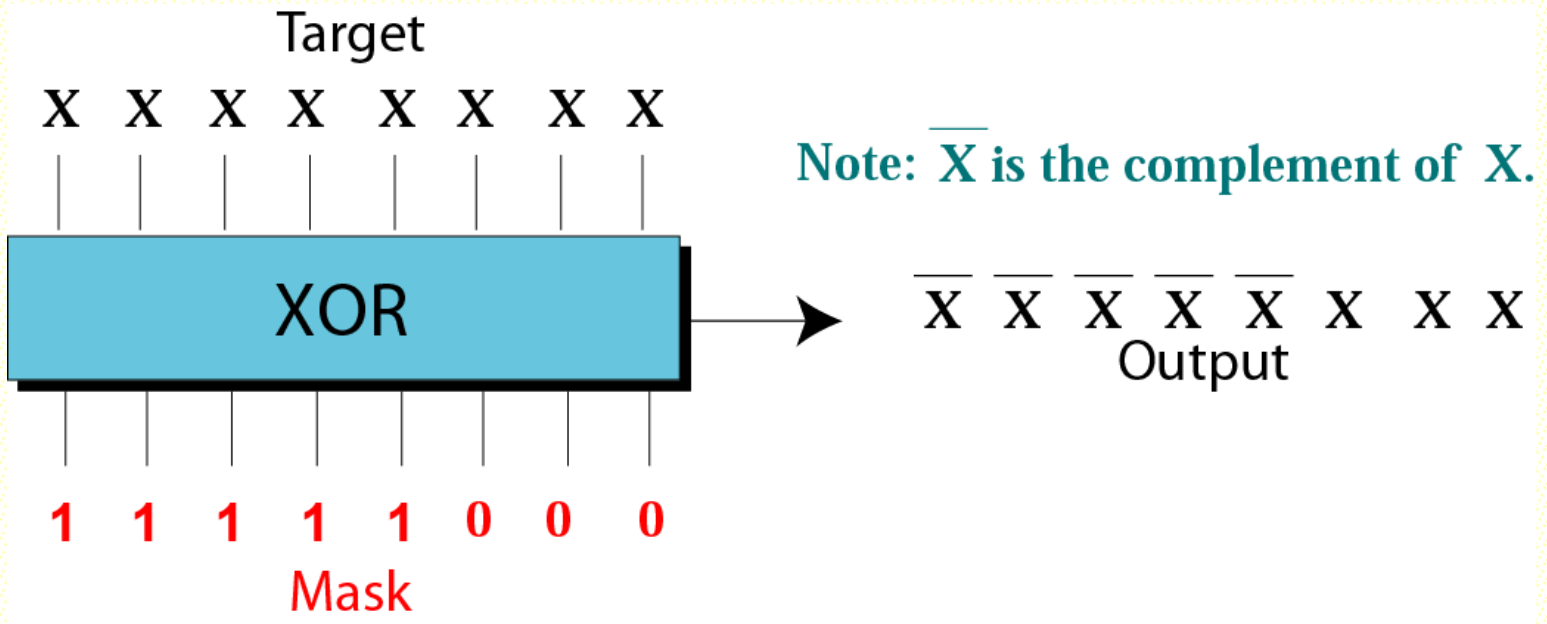 Target
X X X X X X X X
Note: X̅ is the complement of X.
XOR
X̅ X̅ X̅ X̅ X̅ X X X
Output
1 1 1 1 1 0 0 0
Mask